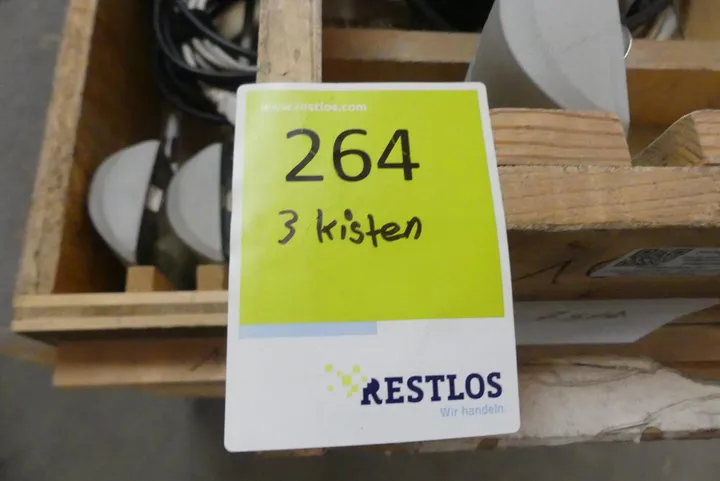 www.restlos.com
264
3 kisten
RESTLOS
Wir handeln.